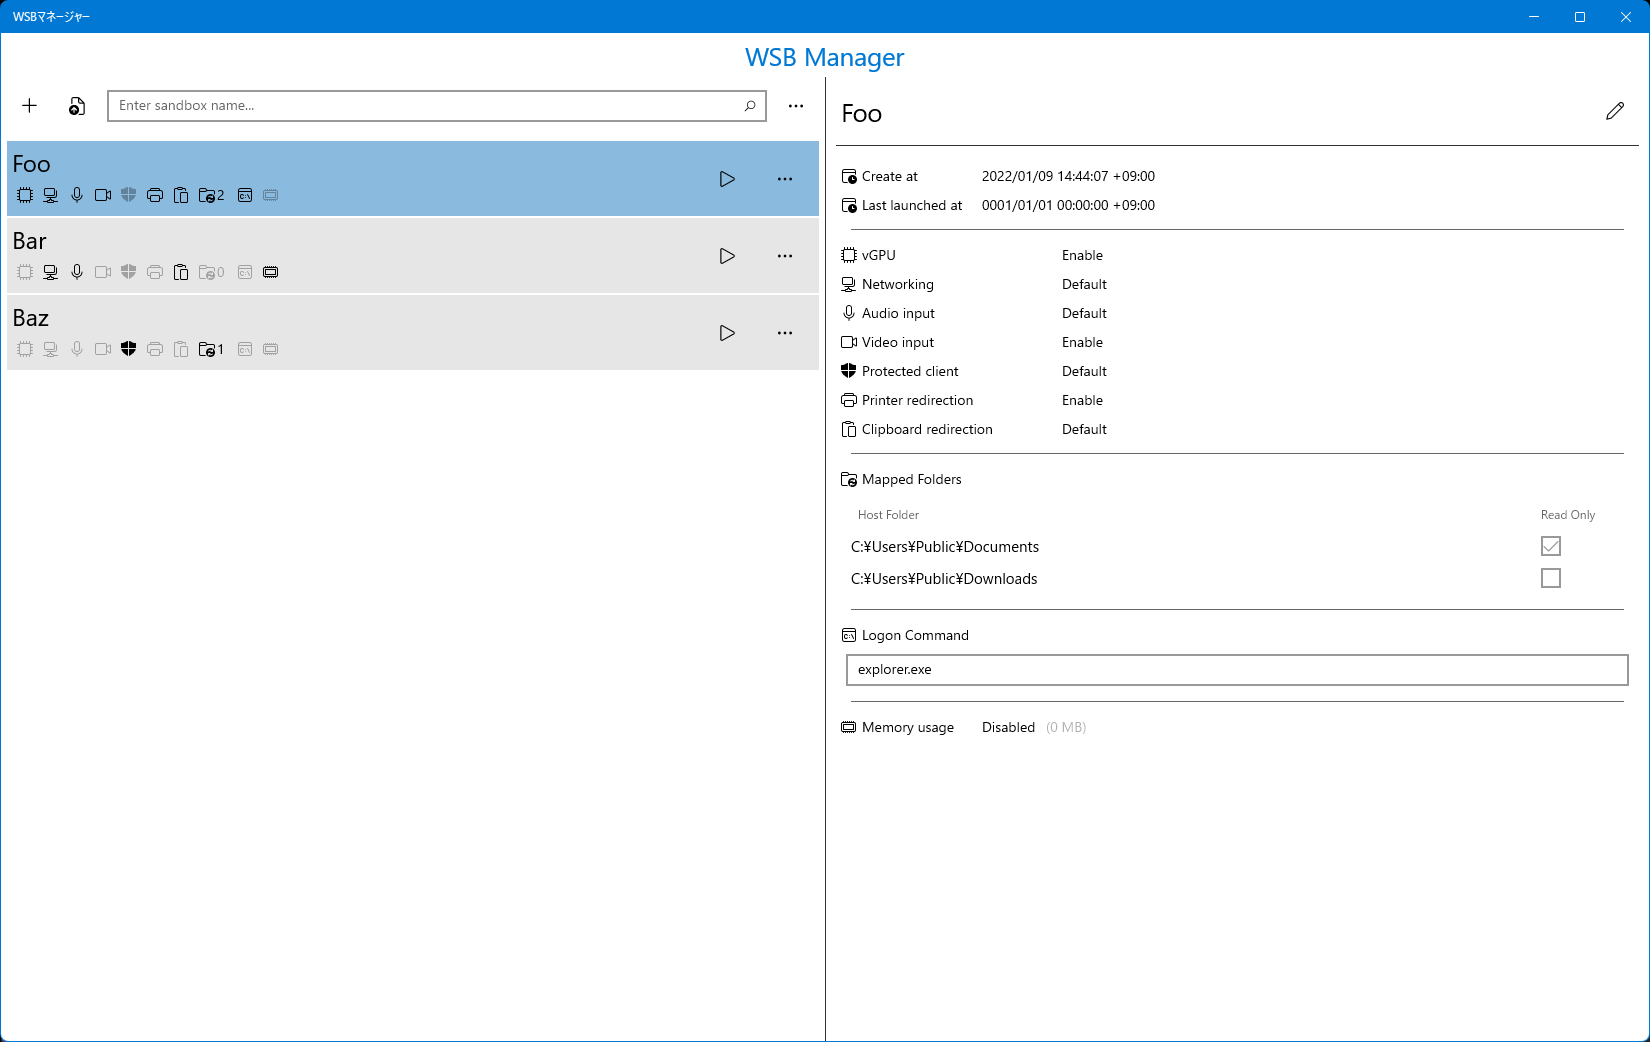 WSBマネージャー
WSB Manager
Enter sandbox name...
Foo
2
Bar
0
Baz
1
Foo
Create at 2022/01/09 14:44:07 +09:00
Last launched at 0001/01/01 00:00:00 +09:00
vGPU Enable
Networking Default
Audio input Default
Video input Enable
Protected client Default
Printer redirection Enable
Clipboard redirection Default
Mapped Folders
Host Folder Read Only
C:¥Users¥Public¥Documents
C:¥Users¥Public¥Downloads
Logon Command
explorer.exe
Memory usage Disabled (0 MB)